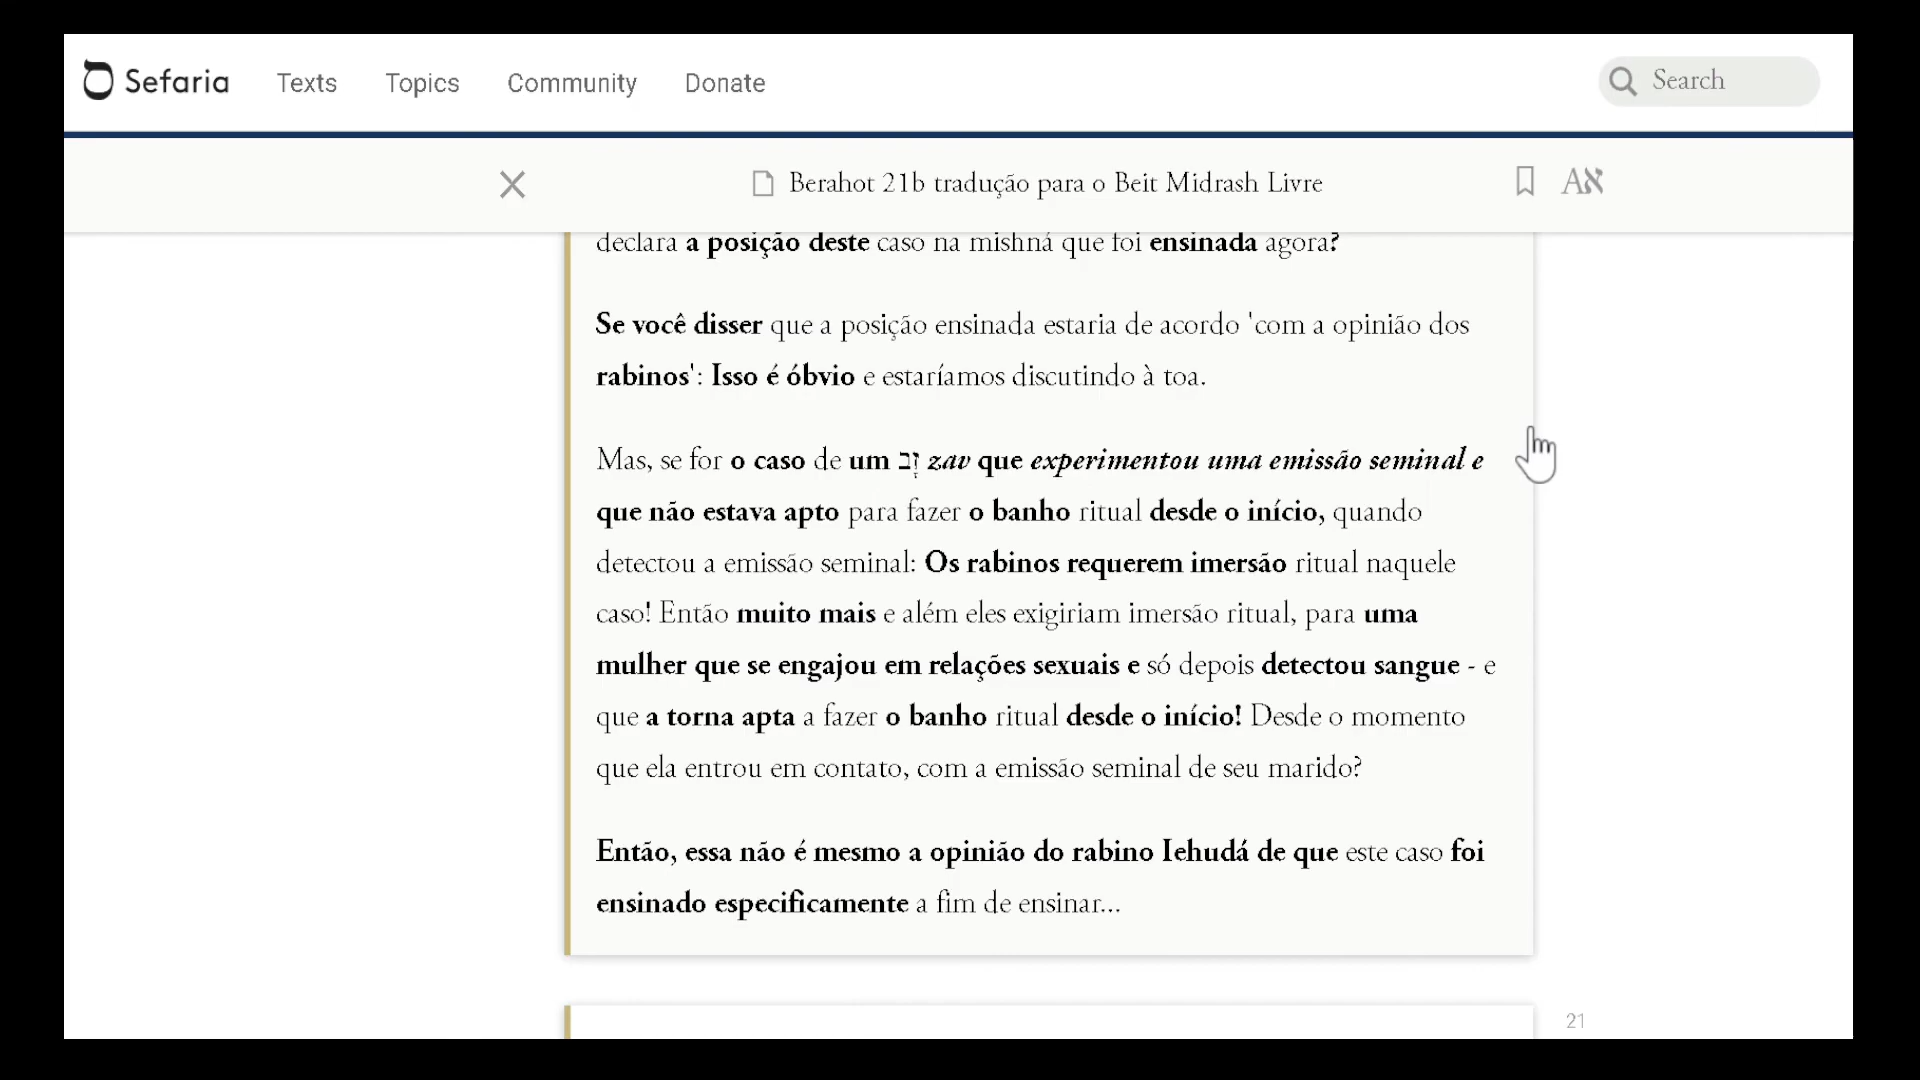 Sefaria Texts Topics Community Donate Search
Berahot 21b tradução para o Beit Midrash Livre Aא
declara a posição deste caso na mishná que foi ensinada agora?
Se você disser que a posição ensinada estaria de acordo 'com a opinião dos
rabinos': Isso é óbvio e estaríamos discutindo à toa.
Mas, se for o caso de um זָב zav que experimentou uma emissão seminal e
que não estava apto para fazer o banho ritual desde o início, quando
detectou a emissão seminal: Os rabinos requerem imersão ritual naquele
caso! Então muito mais e além eles exigiriam imersão ritual, para uma
mulher que se engajou em relações sexuais e só depois detectou sangue - e
que a torna apta a fazer o banho ritual desde o início! Desde o momento
que ela entrou em contato, com a emissão seminal de seu marido?
Então, essa não é mesmo a opinião do rabino Iehudá de que este caso foi
ensinado especificamente a fim de ensinar...
21